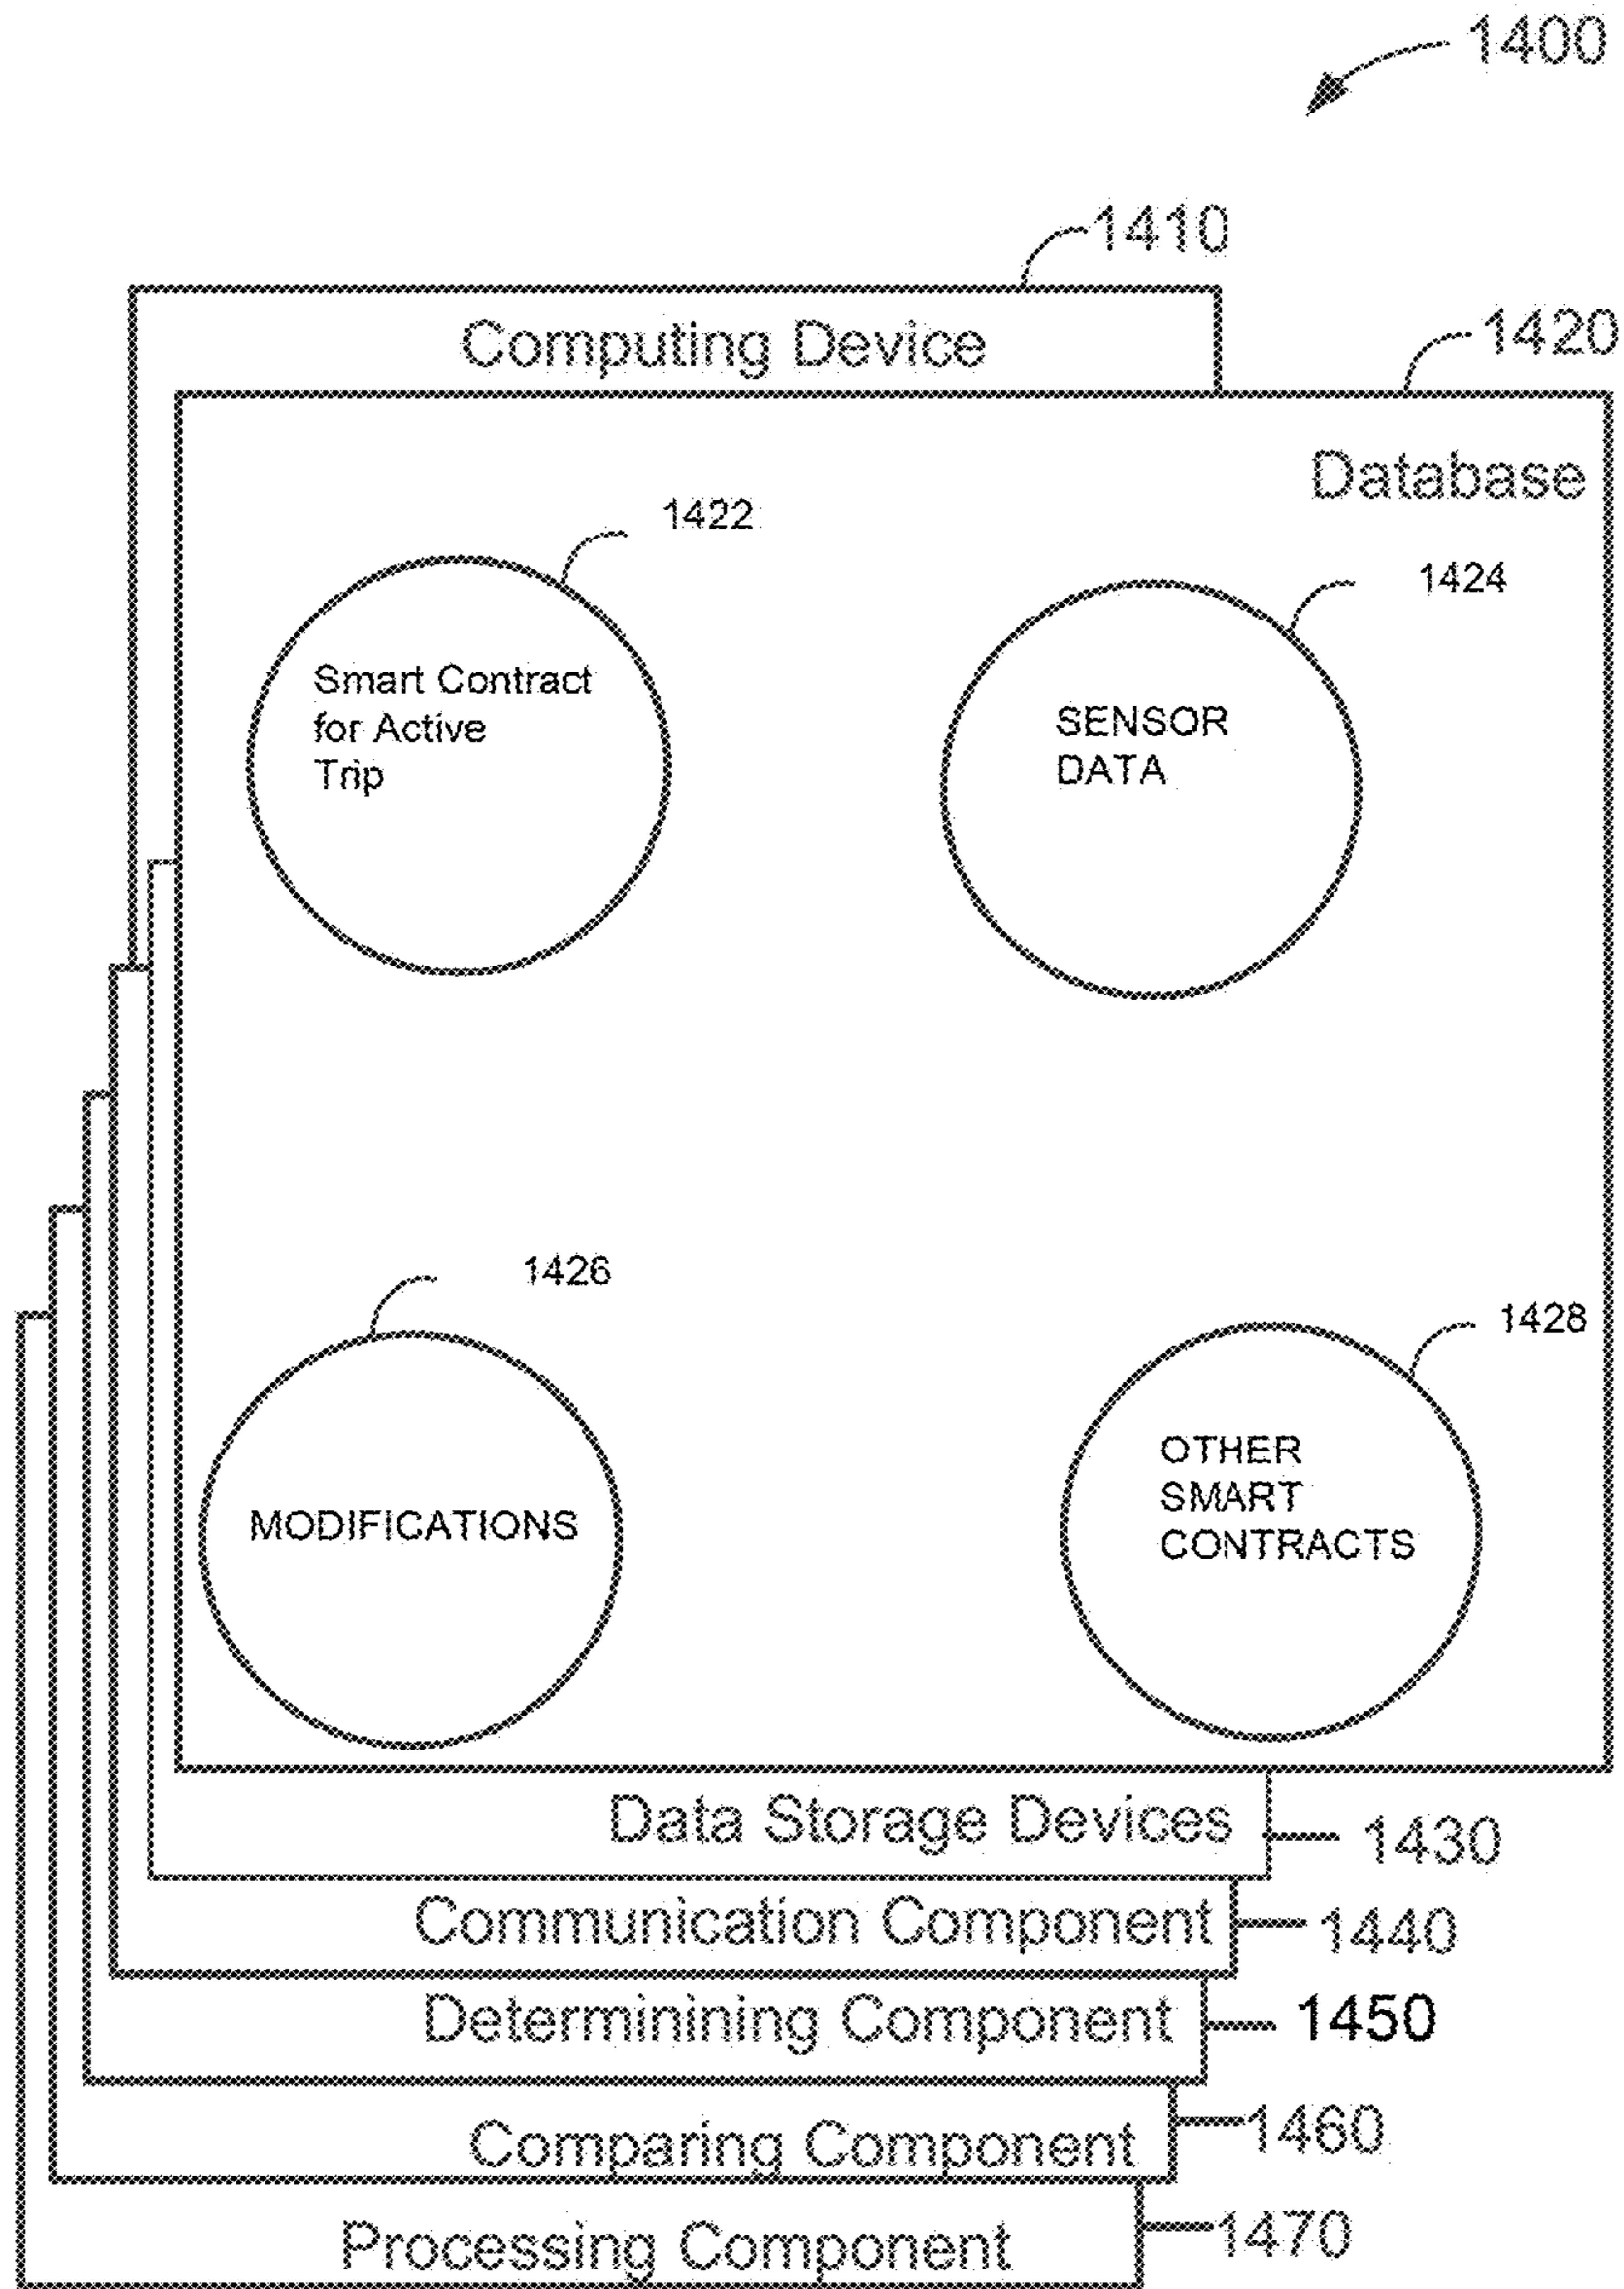 1400
1410
Computing Device
1420
Database
1422
1424
Smart Contract
for Active
Trip
SENSOR
DATA
1426
1428
MODIFICATIONS
OTHER
SMART
CONTRACTS
Data Storage Devices
1430
Communication Component
1440
Determinining Component
1450
Comparing Component
1460
Processing Component
1470